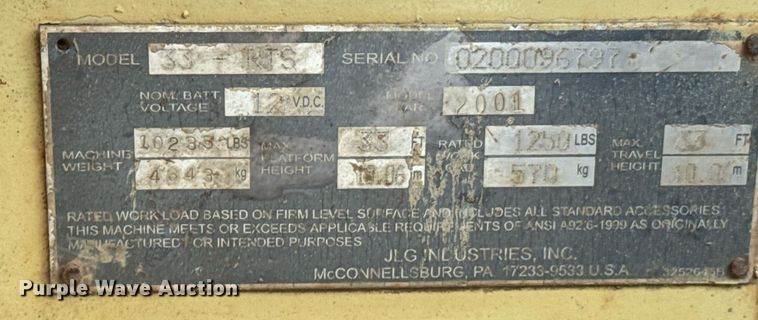 MODEL 33 - RTS SERIAL NO 0200096797
NOM. BATT. VOLTAGE 12 V.D.C. MODEL YEAR 2001
MACHINE WEIGHT 10233 LBS MAX. PLATFORM HEIGHT 33 FT RATED WORK LOAD 1250 LBS MAX. TRAVEL HEIGHT 33 FT
4643 kg 10.06 m 570 kg m
RATED WORK LOAD BASED ON FIRM LEVEL SURFACE AND INCLUDES ALL STANDARD ACCESSORIES
THIS MACHINE MEETS OR EXCEEDS APPLICABLE REQUIREMENTS OF ANSI A92.6-1999 AS ORIGINALLY
MANUFACTURED FOR INTENDED PURPOSES
JLG INDUSTRIES, INC.
McCONNELLSBURG, PA. 17233-9533 U.S.A.
Purple Wave Auction